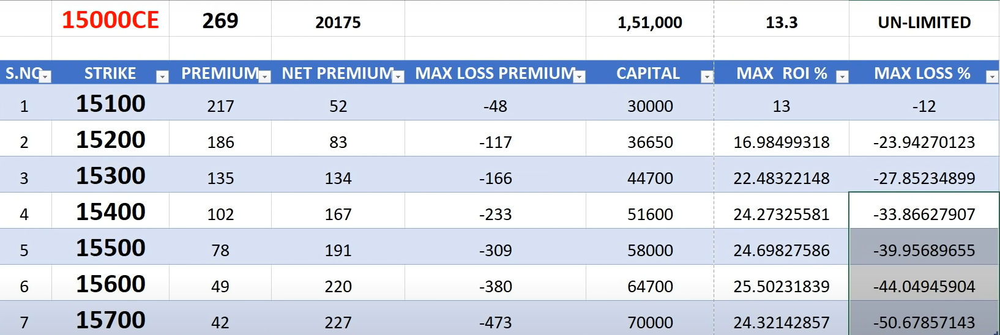 15000CE 269 20175 1,51,000 13.3 UN-LIMITED
S.NO STRIKE PREMIUM NET PREMIUM MAX LOSS PREMIUM CAPITAL MAX ROI % MAX LOSS %
1 15100 217 52 -48 30000 13 -12
2 15200 186 83 -117 36650 16.98499318 -23.94270123
3 15300 135 134 -166 44700 22.48322148 -27.85234899
4 15400 102 167 -233 51600 24.27325581 -33.86627907
5 15500 78 191 -309 58000 24.69827586 -39.95689655
6 15600 49 220 -380 64700 25.50231839 -44.04945904
7 15700 42 227 -473 70000 24.32142857 -50.67857143